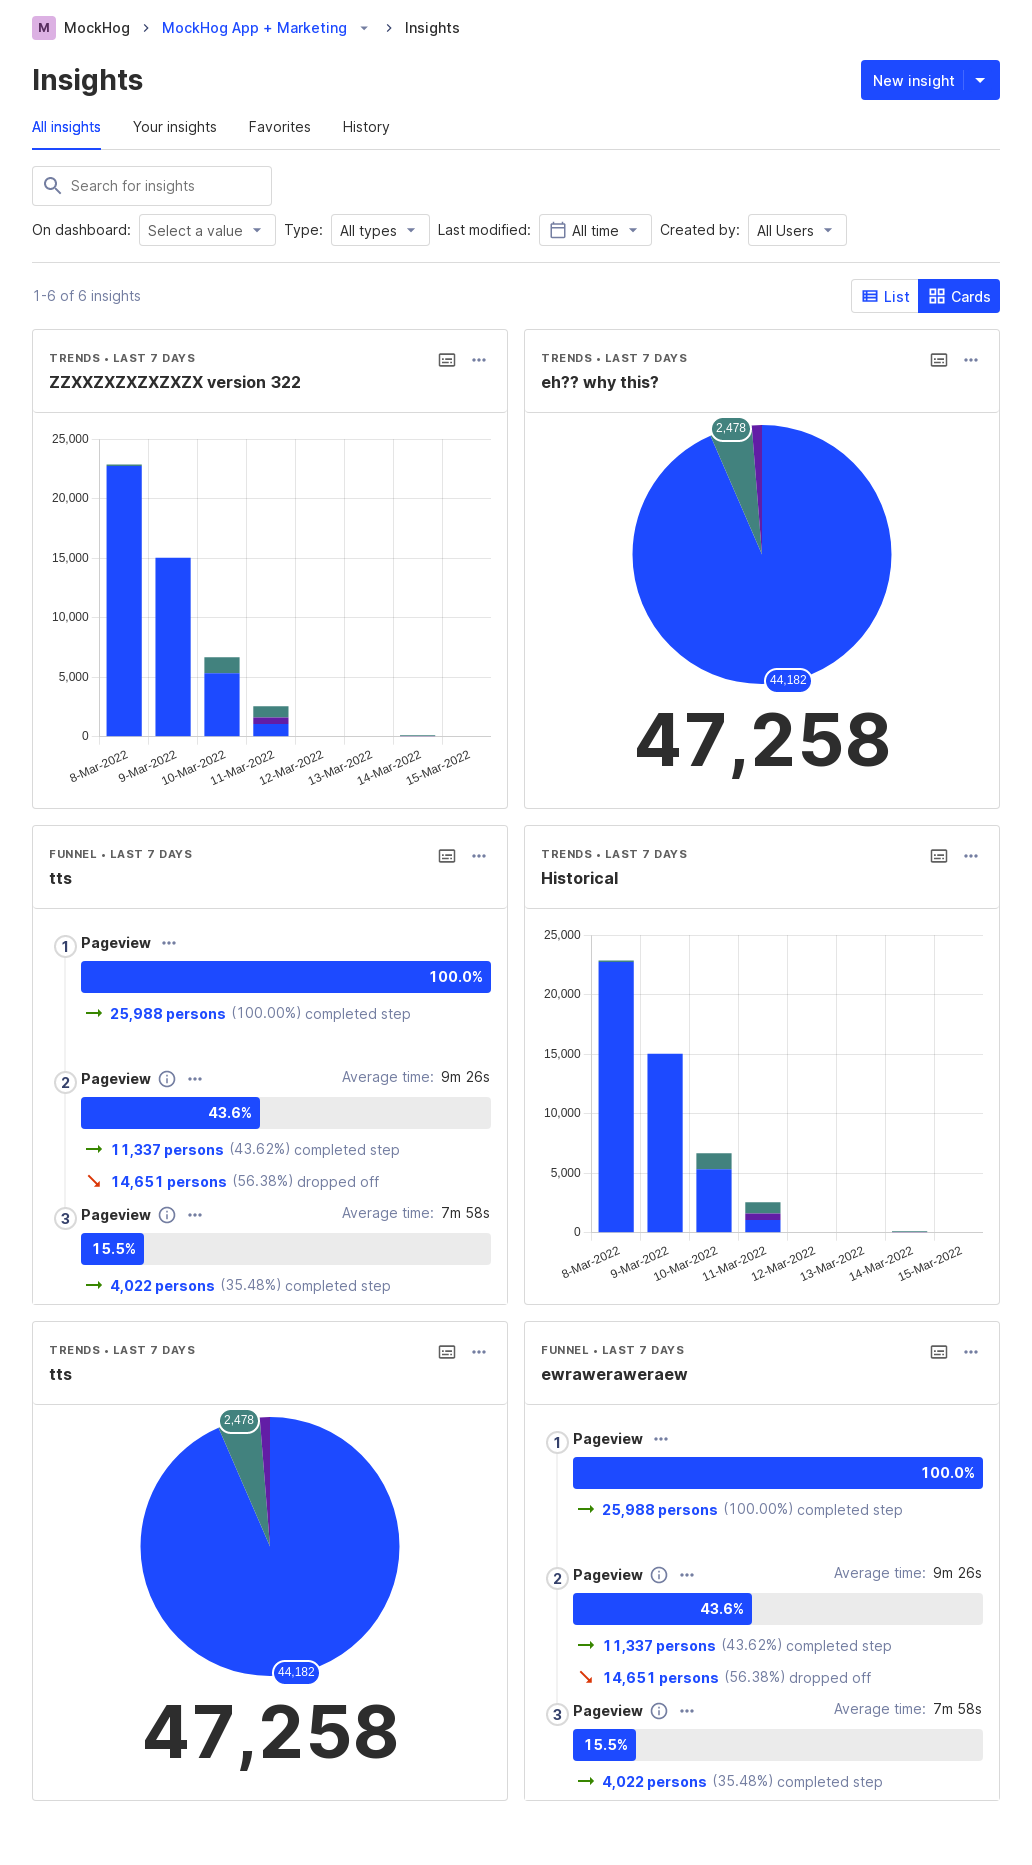 M MockHog > MockHog App + Marketing > Insights
Insights
New insight
All insights Your insights Favorites History
Search for insights
On dashboard: Select a value Type: All types Last modified: All time Created by: All Users
1-6 of 6 insights
List Cards
TRENDS • LAST 7 DAYS
ZZXXZXZXZXZXZX version 322
25,000
20,000
15,000
10,000
5,000
0
8-Mar-2022 9-Mar-2022 10-Mar-2022 11-Mar-2022 12-Mar-2022 13-Mar-2022 14-Mar-2022 15-Mar-2022
TRENDS • LAST 7 DAYS
eh?? why this?
2,478
44,182
47,258
FUNNEL • LAST 7 DAYS
tts
1 Pageview
100.0%
25,988 persons (100.00%) completed step
2 Pageview Average time: 9m 26s
43.6%
11,337 persons (43.62%) completed step
14,651 persons (56.38%) dropped off
3 Pageview Average time: 7m 58s
15.5%
4,022 persons (35.48%) completed step
TRENDS • LAST 7 DAYS
Historical
25,000
20,000
15,000
10,000
5,000
0
8-Mar-2022 9-Mar-2022 10-Mar-2022 11-Mar-2022 12-Mar-2022 13-Mar-2022 14-Mar-2022 15-Mar-2022
TRENDS • LAST 7 DAYS
tts
2,478
44,182
47,258
FUNNEL • LAST 7 DAYS
ewraweraweraew
1 Pageview
100.0%
25,988 persons (100.00%) completed step
2 Pageview Average time: 9m 26s
43.6%
11,337 persons (43.62%) completed step
14,651 persons (56.38%) dropped off
3 Pageview Average time: 7m 58s
15.5%
4,022 persons (35.48%) completed step